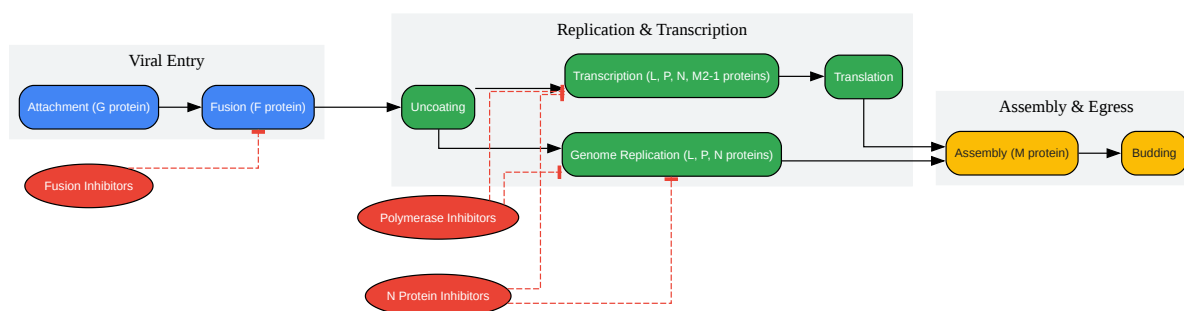 Viral Entry
Attachment (G protein)
Fusion (F protein)
Fusion Inhibitors
Replication & Transcription
Uncoating
Transcription (L, P, N, M2-1 proteins)
Translation
Genome Replication (L, P, N proteins)
Polymerase Inhibitors
N Protein Inhibitors
Assembly & Egress
Assembly (M protein)
Budding